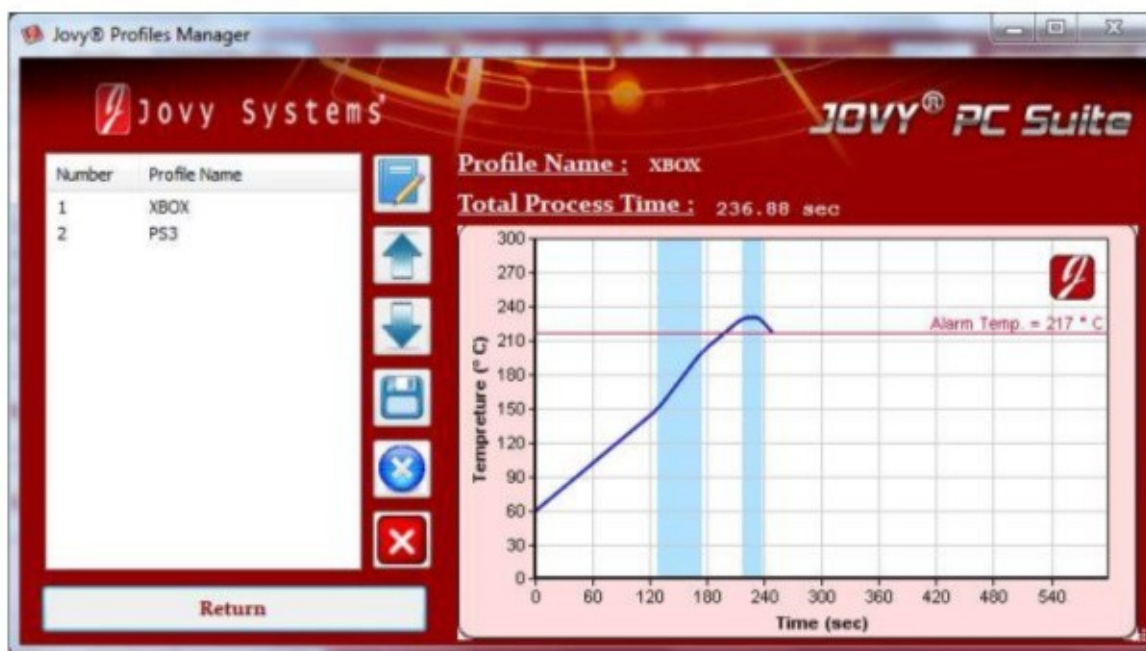 Jovy® Profiles Manager
Jovy Systems®
JOVY® PC Suite
Number Profile Name
1 XBOX
2 PS3
Return
Profile Name : XBOX
Total Process Time : 236.88 sec
300
270
240
210
180
150
120
90
60
30
0
Tempreture (° C)
Alarm Temp. = 217 ° C
0 60 120 180 240 300 360 420 480 540
Time (sec)